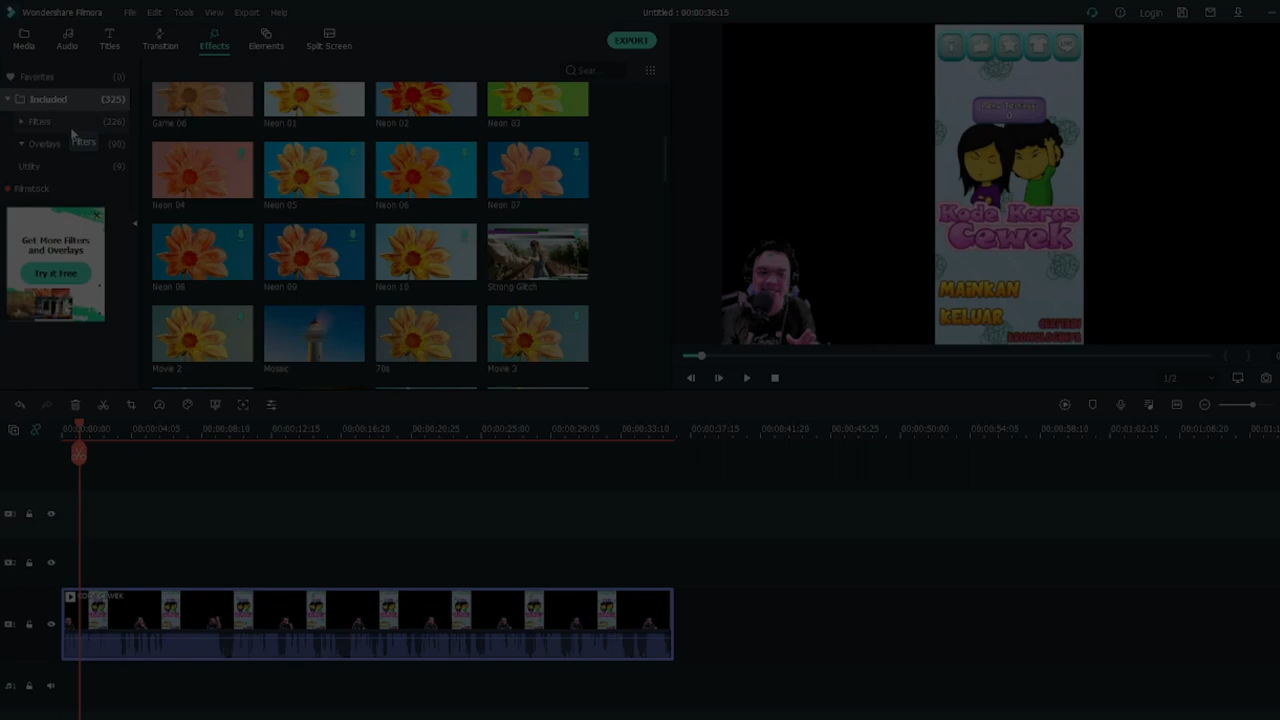 Wondershare Filmora File Edit Tools View Export Help Untitled : 00:00:36:15 Login
Media Audio Titles Transition Effects Elements Split Screen EXPORT
Favorites (0)
Included (325)
Filters (226)
Filters
Overlays (90)
Utility (9)
Filmstock
Get More Filters
and Overlays
Try it Free
Sear...
Game 06 Neon 01 Neon 02 Neon 03
Neon 04 Neon 05 Neon 06 Neon 07
Neon 08 Neon 09 Neon 10 Strong Glitch
Movie 2 Mosaic 70s Movie 3
Kode Keras
Cewek
MAINKAN
KELUAR
1/2
00:00:00:00 00:00:04:05 00:00:08:10 00:00:12:15 00:00:16:20 00:00:20:25 00:00:25:00 00:00:29:05 00:00:33:10 00:00:37:15 00:00:41:20 00:00:45:25 00:00:50:00 00:00:54:05 00:00:58:10 00:01:02:15 00:01:06:20
CEWEK